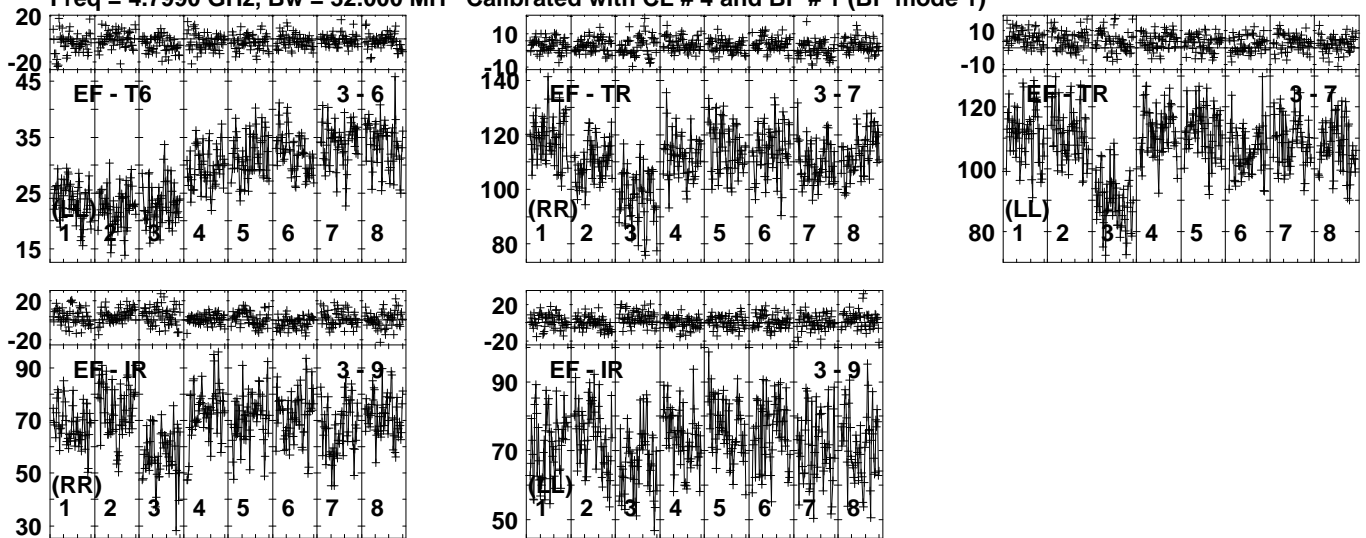 Freq = 4.7990 GHz, Bw = 32.000 MH Calibrated with CL # 4 and BP # 1 (BP mode 1)
20
-20
45
EF - T6 3 - 6
35
25
(LL)
1 2 3 4 5 6 7 8
15
10
-10
140
EF - TR 3 - 7
120
100
(RR)
1 2 3 4 5 6 7 8
80
10
-10
EF - TR 3 - 7
120
100
(LL)
1 2 3 4 5 6 7 8
80
20
-20
90
EF - IR 3 - 9
70
50
(RR)
1 2 3 4 5 6 7 8
30
20
-20
EF - IR 3 - 9
90
70
(LL)
1 2 3 4 5 6 7 8
50